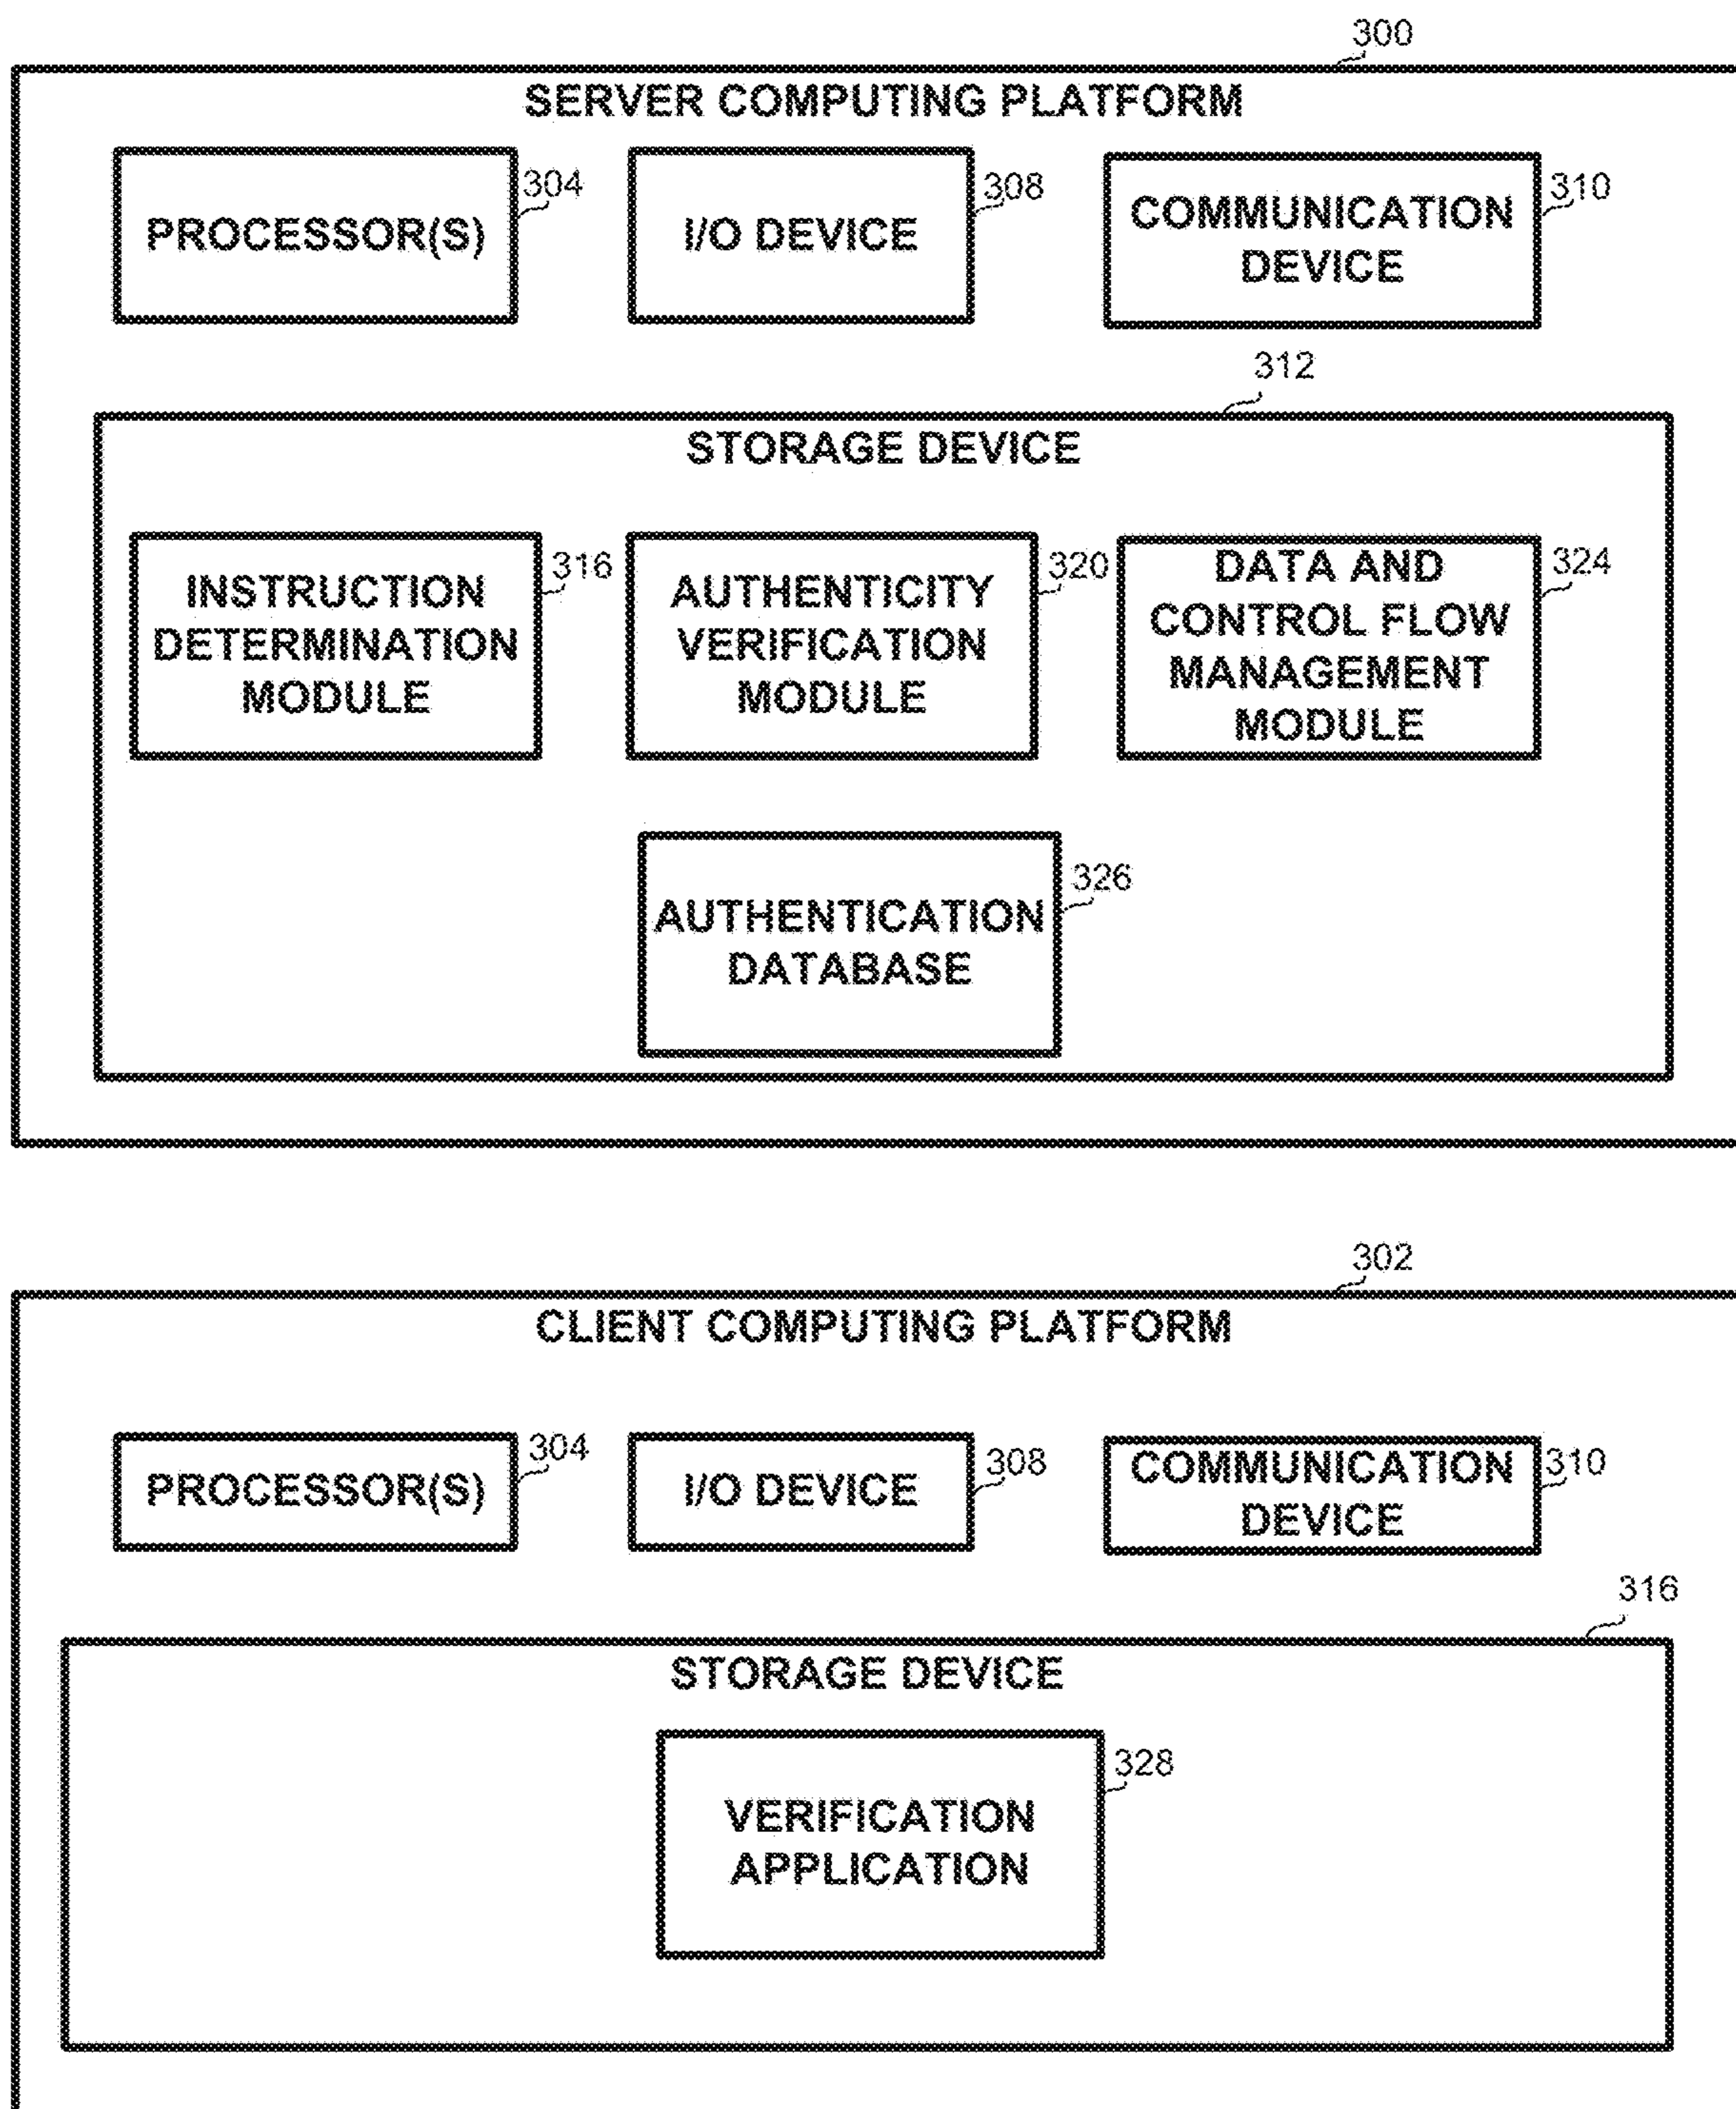 300
SERVER COMPUTING PLATFORM
PROCESSOR(S)
304
I/O DEVICE
308
COMMUNICATION
DEVICE
310
312
STORAGE DEVICE
INSTRUCTION
DETERMINATION
MODULE
316
AUTHENTICITY
VERIFICATION
MODULE
320
DATA AND
CONTROL FLOW
MANAGEMENT
MODULE
324
AUTHENTICATION
DATABASE
326
302
CLIENT COMPUTING PLATFORM
PROCESSOR(S)
304
I/O DEVICE
308
COMMUNICATION
DEVICE
310
316
STORAGE DEVICE
VERIFICATION
APPLICATION
328